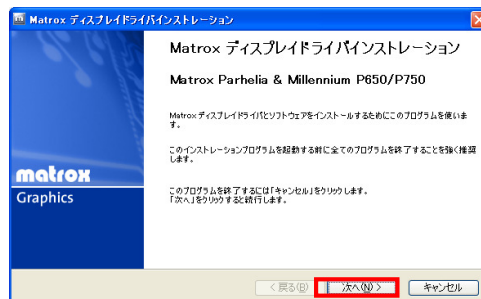 Matrox ディスプレイドライバインストレーション
Matrox ディスプレイドライバインストレーション
Matrox Parhelia & Millennium P650/P750
Matrox ディスプレイドライバとソフトウェアをインストールするためにこのプログラムを使いま
す。
このインストレーションプログラムを起動する前に全てのプログラムを終了することを強く推奨
します。
matrox
Graphics
このプログラムを終了するには「キャンセル」をクリックします。
「次へ」をクリックすると続行します。
< 戻る(B)
次へ(N) >
キャンセル